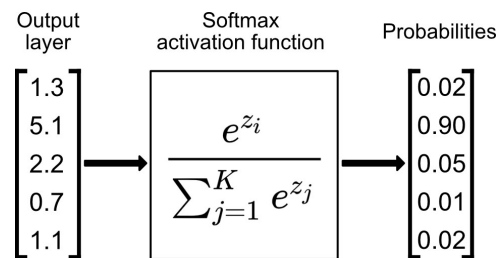 Output
layer
Softmax
activation function
Probabilities
1.3
5.1
2.2
0.7
1.1
e^{z_i}
∑_{j=1}^{K} e^{z_j}
0.02
0.90
0.05
0.01
0.02